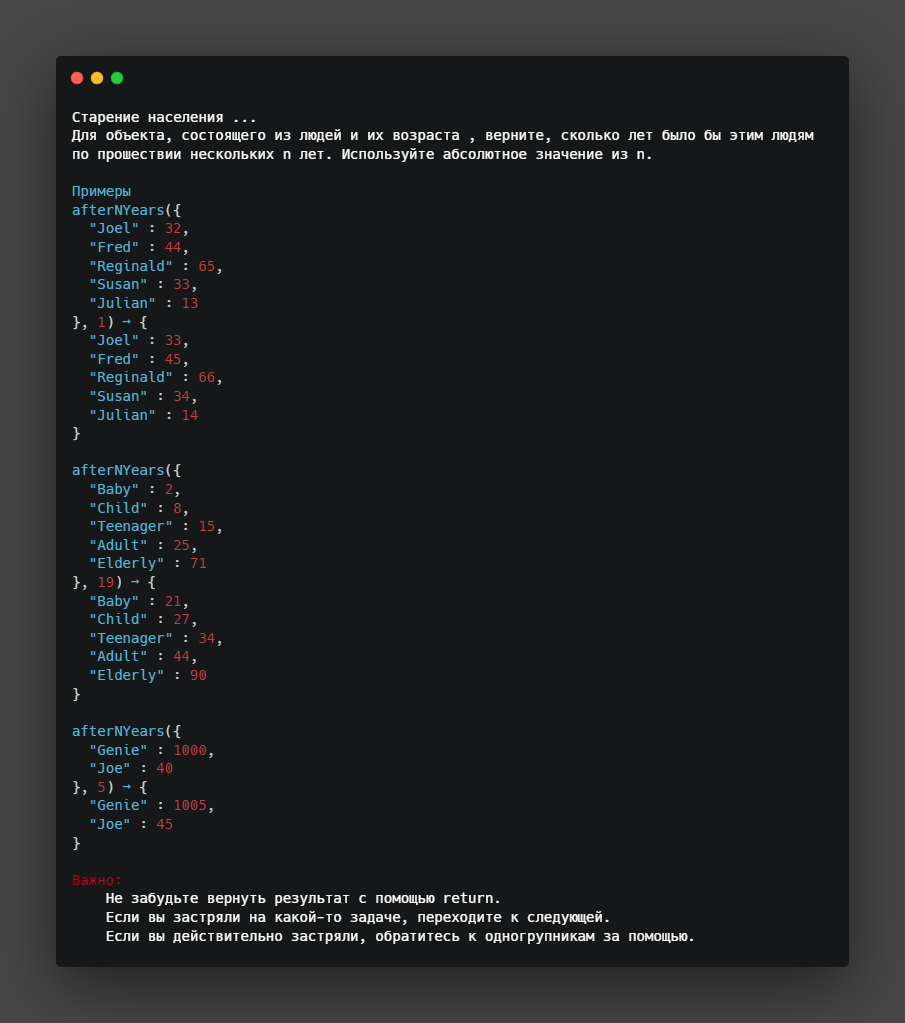 Старение населения ...
Для объекта, состоящего из людей и их возраста , верните, сколько лет было бы этим людям
по прошествии нескольких n лет. Используйте абсолютное значение из n.
Примеры
afterNYears({
"Joel" : 32,
"Fred" : 44,
"Reginald" : 65,
"Susan" : 33,
"Julian" : 13
}, 1) → {
"Joel" : 33,
"Fred" : 45,
"Reginald" : 66,
"Susan" : 34,
"Julian" : 14
}
afterNYears({
"Baby" : 2,
"Child" : 8,
"Teenager" : 15,
"Adult" : 25,
"Elderly" : 71
}, 19) → {
"Baby" : 21,
"Child" : 27,
"Teenager" : 34,
"Adult" : 44,
"Elderly" : 90
}
afterNYears({
"Genie" : 1000,
"Joe" : 40
}, 5) → {
"Genie" : 1005,
"Joe" : 45
}
Важно:
Не забудьте вернуть результат с помощью return.
Если вы застряли на какой-то задаче, переходите к следующей.
Если вы действительно застряли, обратитесь к одногрупникам за помощью.